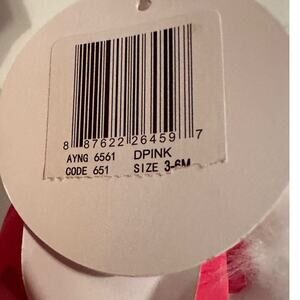 8 87622 26459 7
AYNG 6561 DPINK
CODE 651 SIZE 3-6M